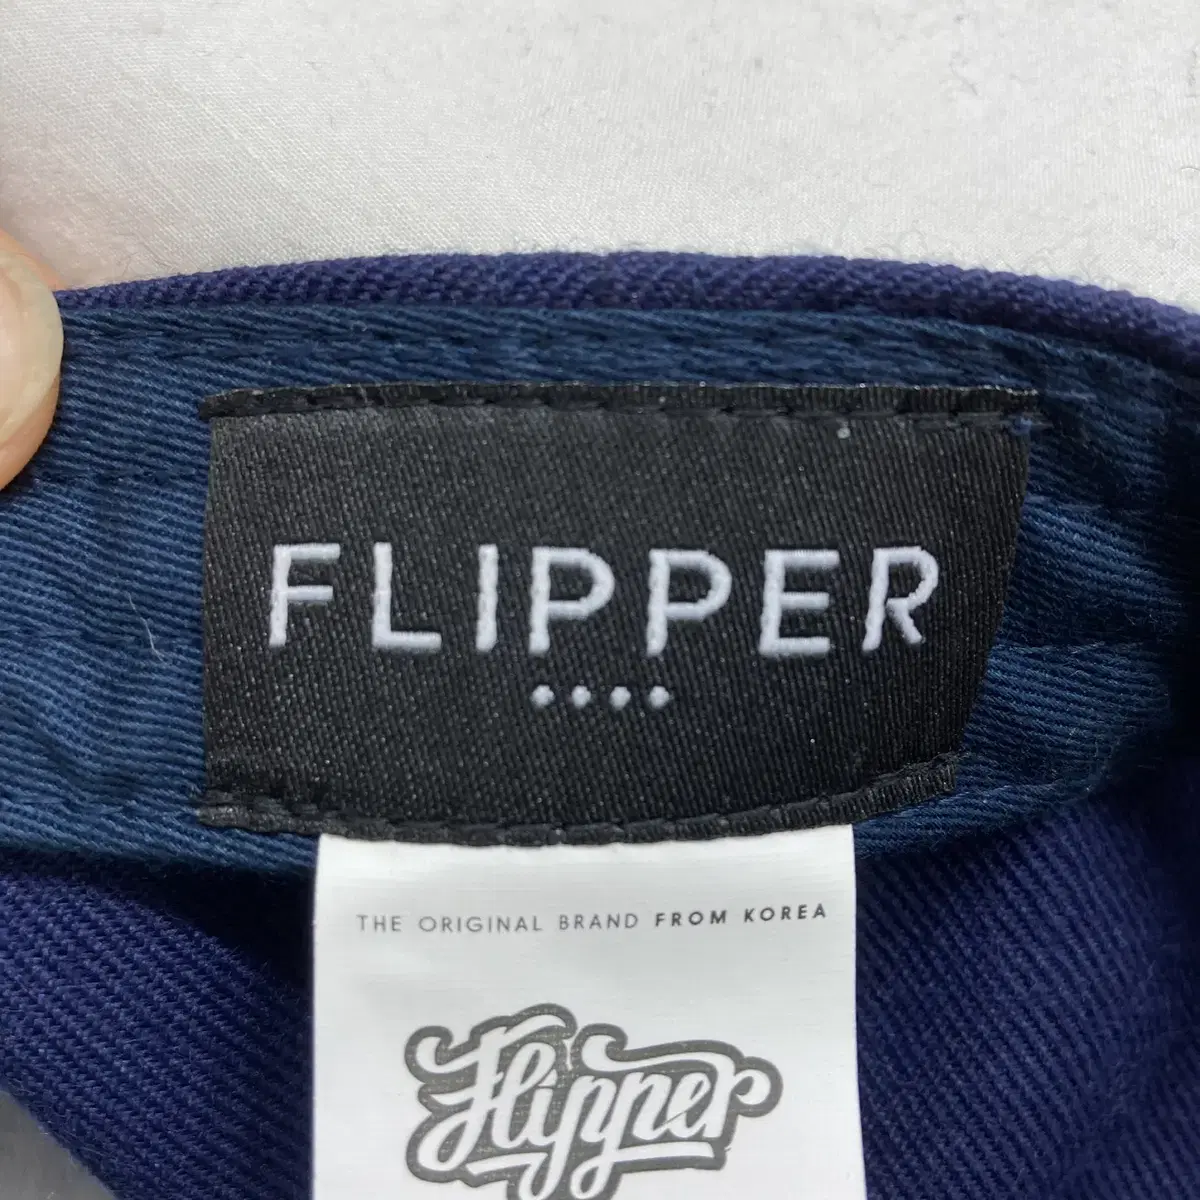 FLIPPER
THE ORIGINAL BRAND FROM KOREA
Flipper